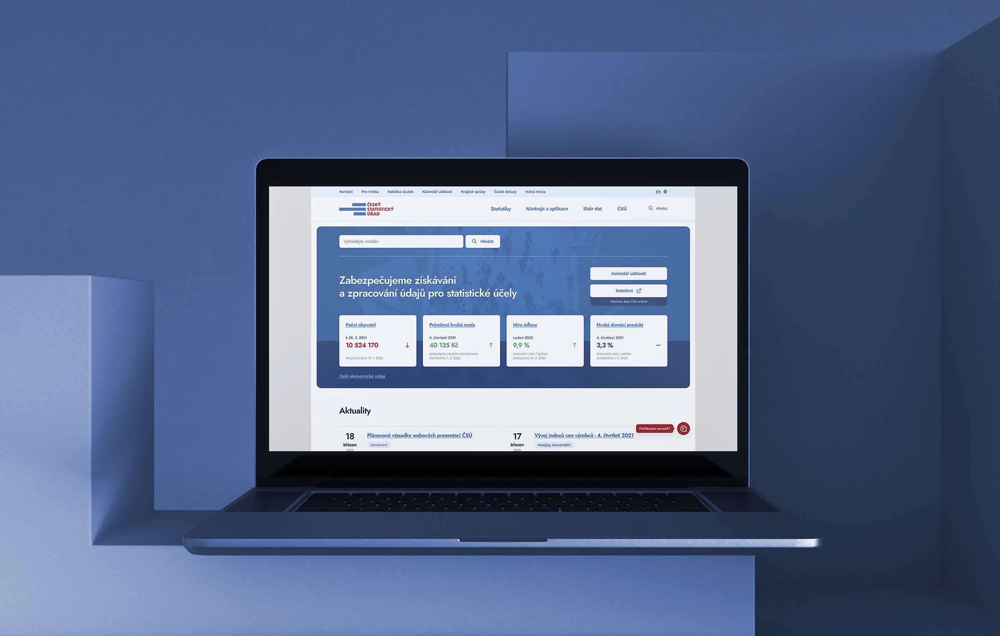 Kontakt Pro média Nabídka služeb Kalendář událostí Krajské správy Časté dotazy Volná místa EN
ČESKÝ
STATISTICKÝ
ÚŘAD
Statistiky Nástroje a aplikace Sběr dat ČSÚ Hledat
Vyhledejte cokoliv Hledat
Zabezpečujeme získávání
a zpracování údajů pro statistické účely
Kalendář událostí
DataStat
Všechna data ČSÚ online
Počet obyvatel
k 26. 3. 2021
10 524 170
Aktualizováno: 13. 1. 2022
Průměrná hrubá mzda
4. čtvrtletí 2021
40 135 Kč
přepočteno na plně zaměstnané
Zveřejněno 7. 3. 2022
Míra inflace
Leden 2022
9,9 %
meziroční růst / pokles
Zveřejněno 14. 2. 2022
Hrubý domácí produkt
4. čtvrtlezí 2021
3,3 %
meziroční růst / pokles
Zveřejněno 1. 3. 2022
Další ekonomické údaje
Aktuality
18
březen
2022
Plánované výpadky webových prezentací ČSÚ
Oznámení
17
březen
2022
Vývoj indexů cen výrobců - 4. čtvrtletí 2021
Analýzy, komentáře
Potřebujete poradit?